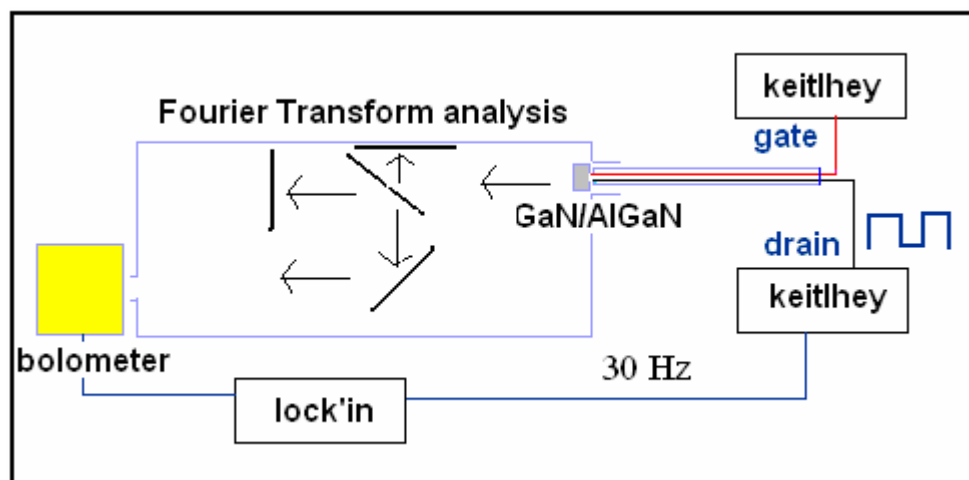 keitlhey
Fourier Transform analysis
gate
GaN/AlGaN
drain
keitlhey
bolometer
30 Hz
lock'in